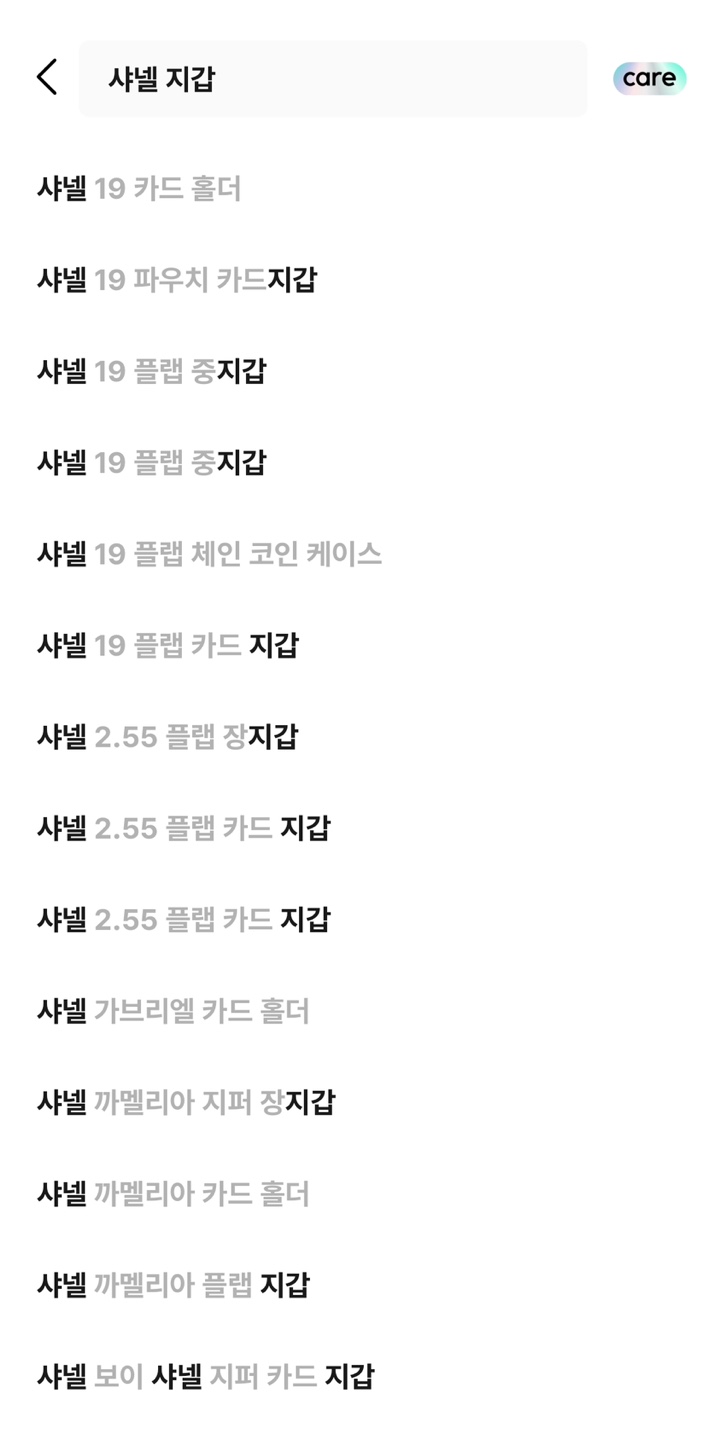 샤넬 지갑
care
샤넬 19 카드 홀더
샤넬 19 파우치 카드지갑
샤넬 19 플랩 중지갑
샤넬 19 플랩 중지갑
샤넬 19 플랩 체인 코인 케이스
샤넬 19 플랩 카드 지갑
샤넬 2.55 플랩 장지갑
샤넬 2.55 플랩 카드 지갑
샤넬 2.55 플랩 카드 지갑
샤넬 가브리엘 카드 홀더
샤넬 까멜리아 지퍼 장지갑
샤넬 까멜리아 카드 홀더
샤넬 까멜리아 플랩 지갑
샤넬 보이 샤넬 지퍼 카드 지갑